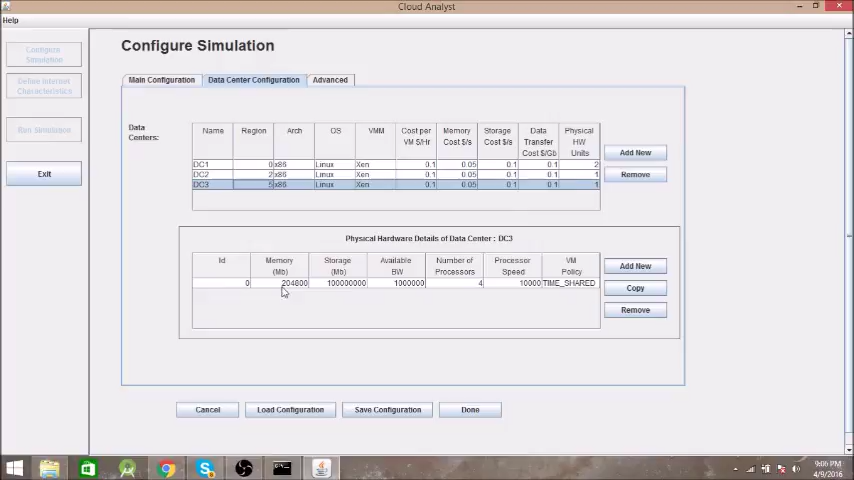 Cloud Analyst
Help
Configure Simulation
Configure Simulation
Define Internet Characteristics
Run Simulation
Exit
Main Configuration
Data Center Configuration
Advanced
Data Centers:
Name Region Arch OS VMM Cost per VM $/Hr Memory Cost $/s Storage Cost $/s Data Transfer Cost $/Gb Physical HW Units
DC1 0 x86 Linux Xen 0.1 0.05 0.1 0.1 2
DC2 2 x86 Linux Xen 0.1 0.05 0.1 0.1 1
DC3 5 x86 Linux Xen 0.1 0.05 0.1 0.1 1
Add New
Remove
Physical Hardware Details of Data Center : DC3
Id Memory (Mb) Storage (Mb) Available BW Number of Processors Processor Speed VM Policy
0 204800 100000000 1000000 4 10000 TIME_SHARED
Add New
Copy
Remove
Cancel
Load Configuration
Save Configuration
Done
9:06 PM
4/9/2016